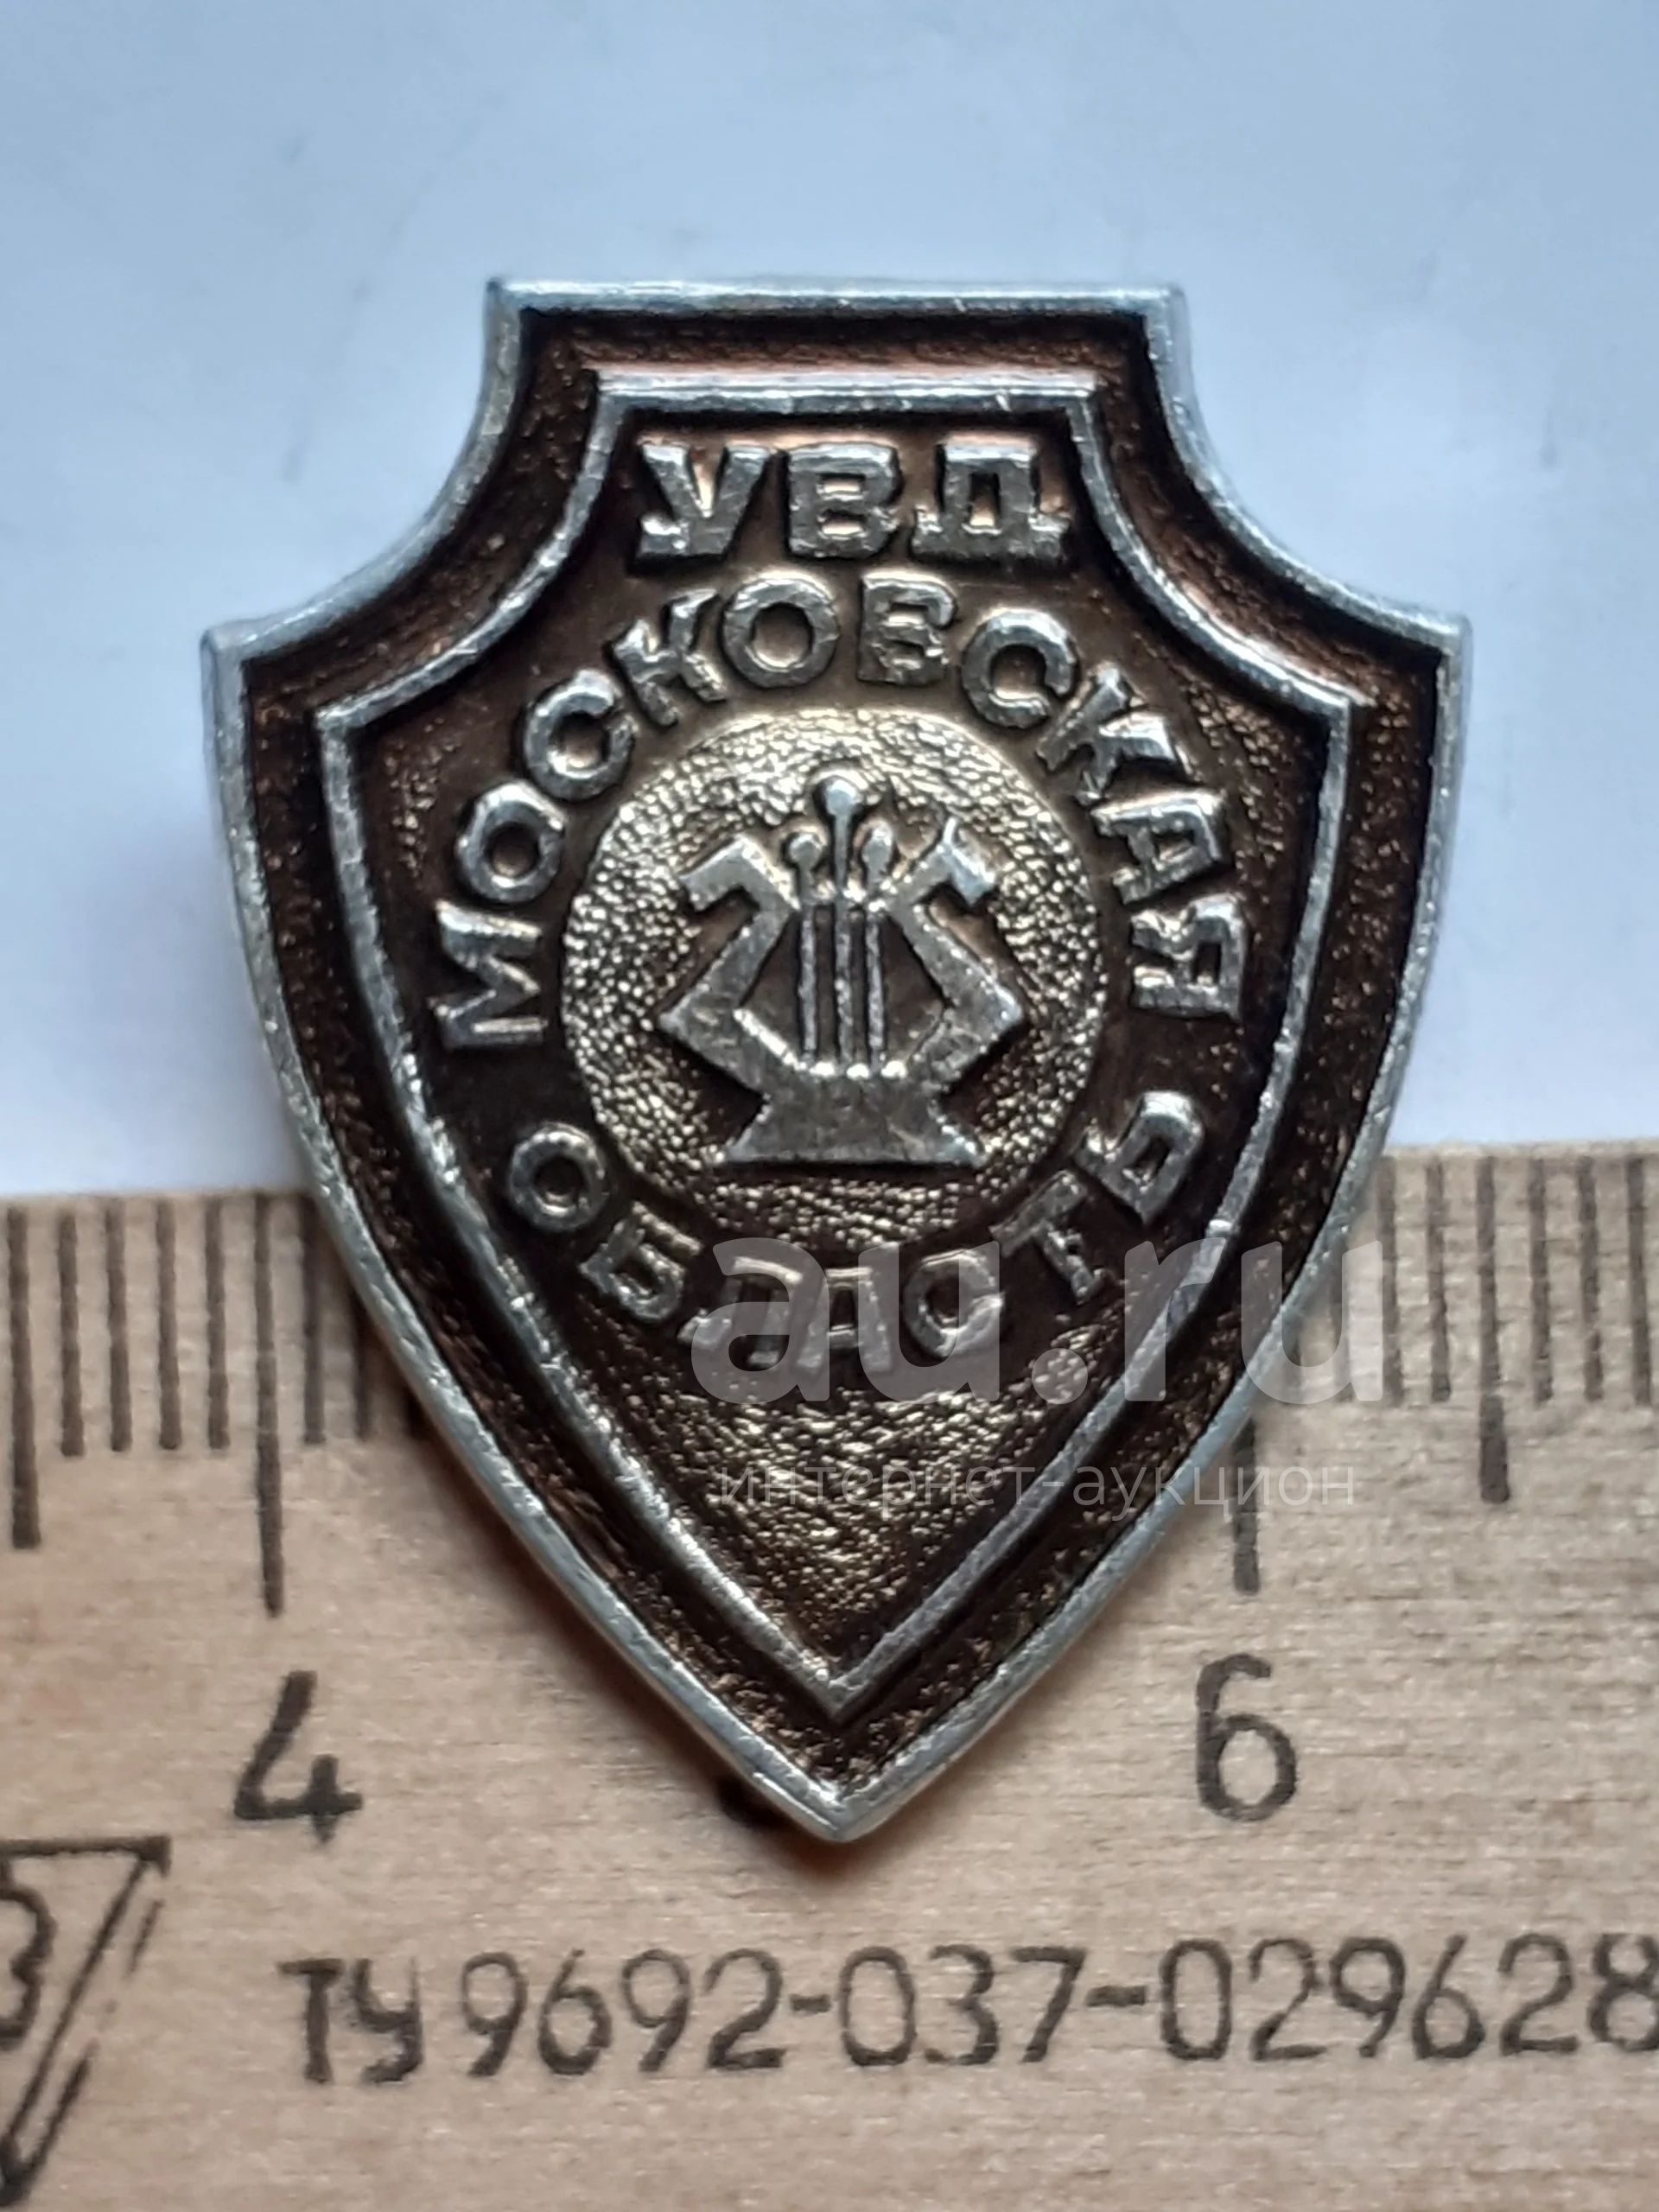 УВД
МОСКОВСКАЯ
ОБЛАСТЬ
au.ru
интернет-аукцион
4 6
ТУ 9692-037-029628